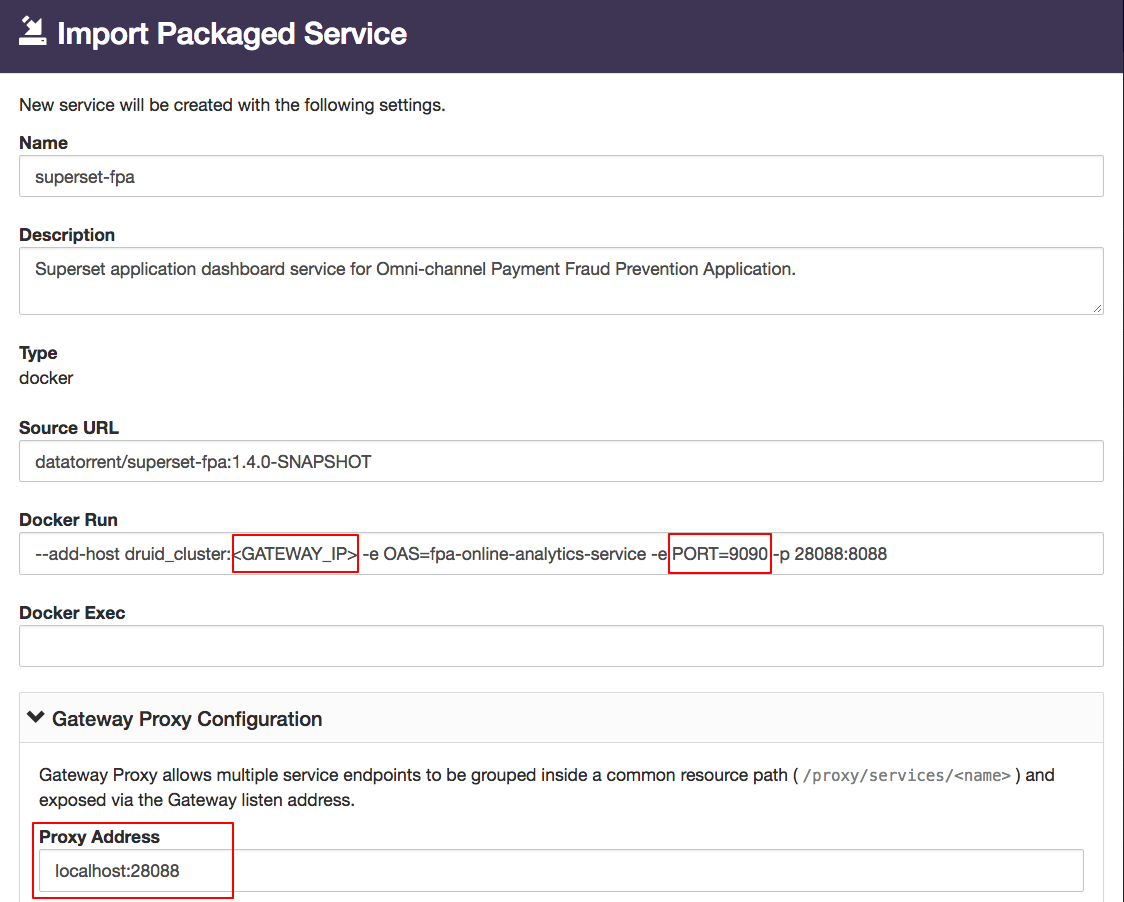 Import Packaged Service
New service will be created with the following settings.
Name
superset-fpa
Description
Superset application dashboard service for Omni-channel Payment Fraud Prevention Application.
Type
docker
Source URL
datatorrent/superset-fpa:1.4.0-SNAPSHOT
Docker Run
--add-host druid_cluster:<GATEWAY_IP> -e OAS=fpa-online-analytics-service -e PORT=9090 -p 28088:8088
Docker Exec
Gateway Proxy Configuration
Gateway Proxy allows multiple service endpoints to be grouped inside a common resource path ( /proxy/services/<name> ) and
exposed via the Gateway listen address.
Proxy Address
localhost:28088